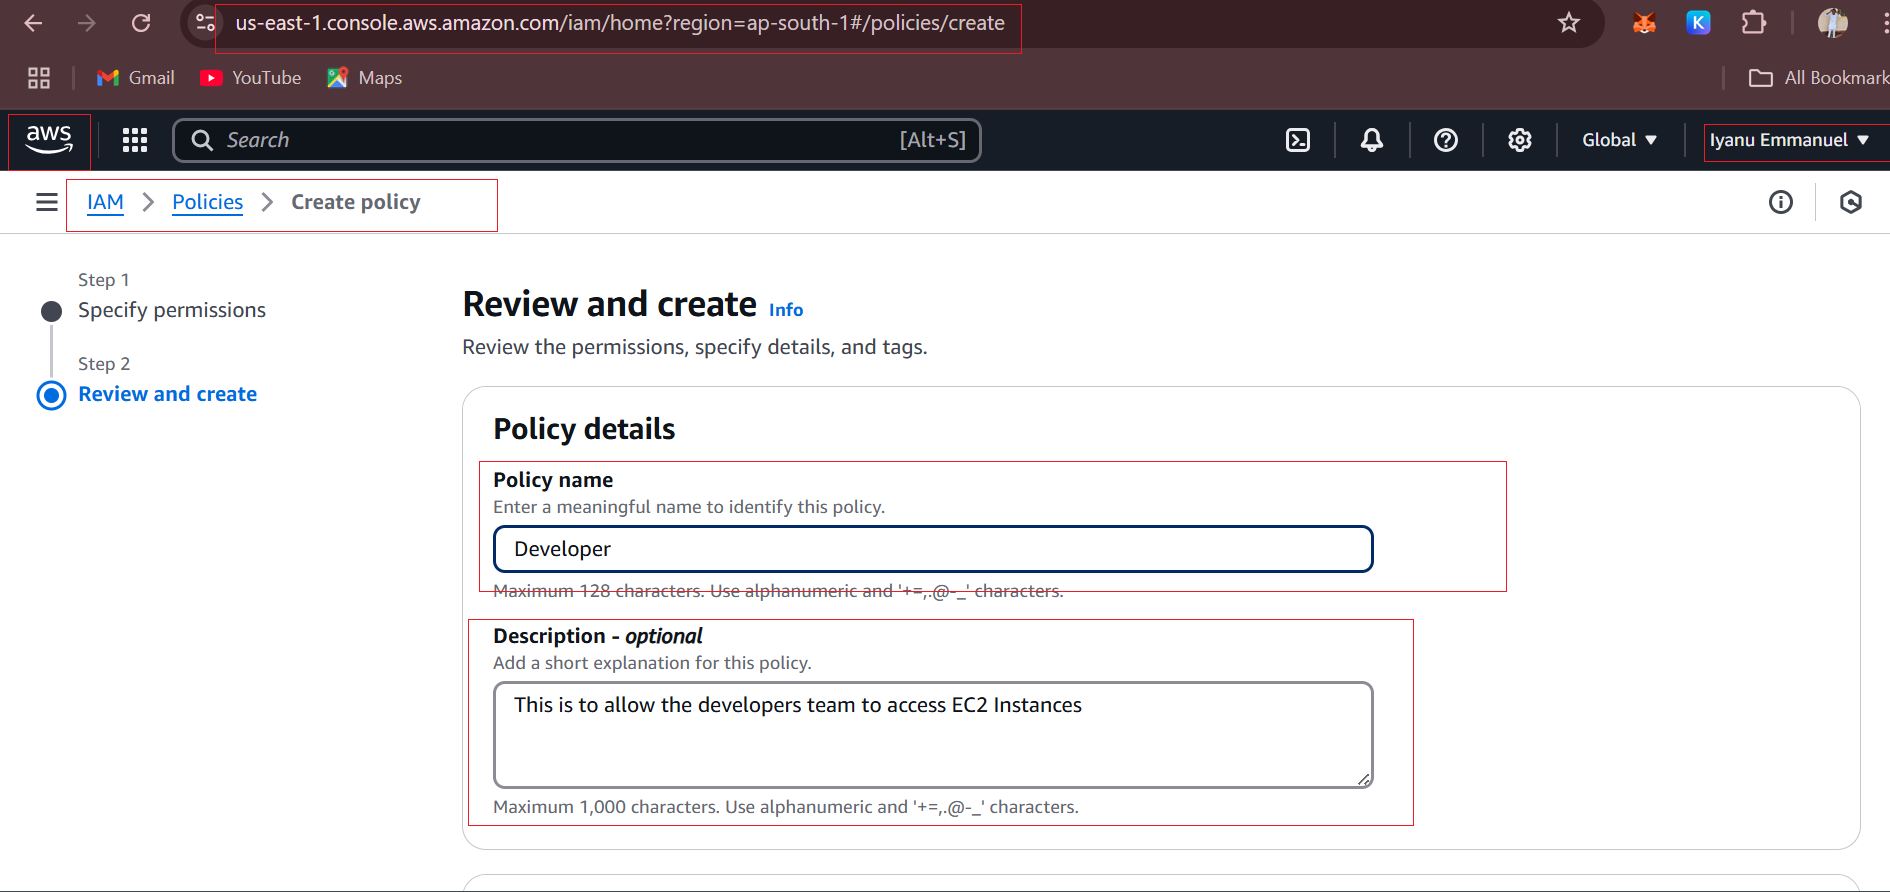 us-east-1.console.aws.amazon.com/iam/home?region=ap-south-1#/policies/create
K
Gmail
YouTube
Maps
All Bookmark
aws
Search
[Alt+S]
Global
Iyanu Emmanuel
IAM
Policies
Create policy
Step 1
Specify permissions
Step 2
Review and create
Review and create Info
Review the permissions, specify details, and tags.
Policy details
Policy name
Enter a meaningful name to identify this policy.
Developer
Maximum 128 characters. Use alphanumeric and '+=,.@-_' characters.
Description - optional
Add a short explanation for this policy.
This is to allow the developers team to access EC2 Instances
Maximum 1,000 characters. Use alphanumeric and '+=,.@-_' characters.